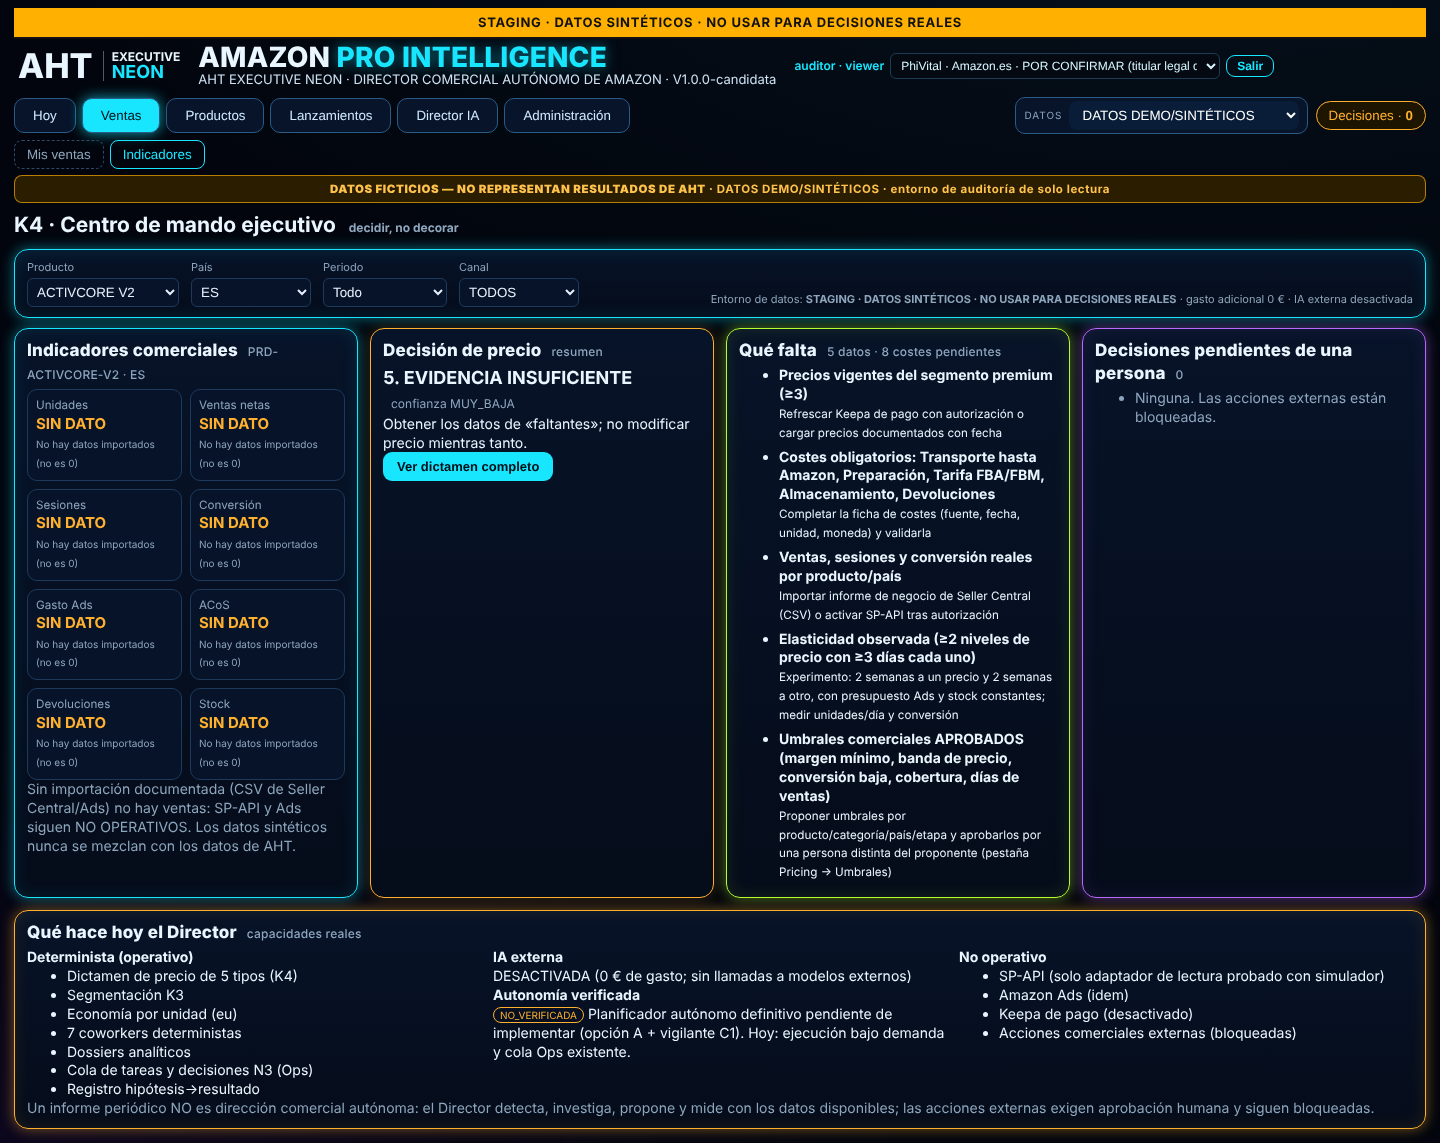 STAGING · DATOS SINTÉTICOS · NO USAR PARA DECISIONES REALES
AHT EXECUTIVE NEON
AMAZON PRO INTELLIGENCE
AHT EXECUTIVE NEON · DIRECTOR COMERCIAL AUTÓNOMO DE AMAZON · V1.0.0-candidata
auditor · viewer
PhiVital · Amazon.es · POR CONFIRMAR (titular legal
Salir
Hoy
Ventas
Productos
Lanzamientos
Director IA
Administración
DATOS
DATOS DEMO/SINTÉTICOS
Decisiones · 0
Mis ventas
Indicadores
DATOS FICTICIOS — NO REPRESENTAN RESULTADOS DE AHT · DATOS DEMO/SINTÉTICOS · entorno de auditoría de solo lectura
K4 · Centro de mando ejecutivo decidir, no decorar
Producto
ACTIVCORE V2
País
ES
Periodo
Todo
Canal
TODOS
Entorno de datos: STAGING · DATOS SINTÉTICOS · NO USAR PARA DECISIONES REALES · gasto adicional 0 € · IA externa desactivada
Indicadores comerciales PRD-
ACTIVCORE-V2 · ES
Unidades
SIN DATO
No hay datos importados
(no es 0)
Ventas netas
SIN DATO
No hay datos importados
(no es 0)
Sesiones
SIN DATO
No hay datos importados
(no es 0)
Conversión
SIN DATO
No hay datos importados
(no es 0)
Gasto Ads
SIN DATO
No hay datos importados
(no es 0)
ACoS
SIN DATO
No hay datos importados
(no es 0)
Devoluciones
SIN DATO
No hay datos importados
(no es 0)
Stock
SIN DATO
No hay datos importados
(no es 0)
Sin importación documentada (CSV de Seller
Central/Ads) no hay ventas: SP-API y Ads
siguen NO OPERATIVOS. Los datos sintéticos
nunca se mezclan con los datos de AHT.
Decisión de precio resumen
5. EVIDENCIA INSUFICIENTE
confianza MUY_BAJA
Obtener los datos de «faltantes»; no modificar
precio mientras tanto.
Ver dictamen completo
Qué falta 5 datos · 8 costes pendientes
• Precios vigentes del segmento premium
(≥3)
Refrescar Keepa de pago con autorización o
cargar precios documentados con fecha
• Costes obligatorios: Transporte hasta
Amazon, Preparación, Tarifa FBA/FBM,
Almacenamiento, Devoluciones
Completar la ficha de costes (fuente, fecha,
unidad, moneda) y validarla
• Ventas, sesiones y conversión reales
por producto/país
Importar informe de negocio de Seller Central
(CSV) o activar SP-API tras autorización
• Elasticidad observada (≥2 niveles de
precio con ≥3 días cada uno)
Experimento: 2 semanas a un precio y 2 semanas
a otro, con presupuesto Ads y stock constantes;
medir unidades/día y conversión
• Umbrales comerciales APROBADOS
(margen mínimo, banda de precio,
conversión baja, cobertura, días de
ventas)
Proponer umbrales por
producto/categoría/país/etapa y aprobarlos por
una persona distinta del proponente (pestaña
Pricing → Umbrales)
Decisiones pendientes de una
persona 0
• Ninguna. Las acciones externas están
bloqueadas.
Qué hace hoy el Director capacidades reales
Determinista (operativo)
• Dictamen de precio de 5 tipos (K4)
• Segmentación K3
• Economía por unidad (eu)
• 7 coworkers deterministas
• Dossiers analíticos
• Cola de tareas y decisiones N3 (Ops)
• Registro hipótesis→resultado
IA externa
DESACTIVADA (0 € de gasto; sin llamadas a modelos externos)
Autonomía verificada
NO_VERIFICADA Planificador autónomo definitivo pendiente de
implementar (opción A + vigilante C1). Hoy: ejecución bajo demanda
y cola Ops existente.
No operativo
• SP-API (solo adaptador de lectura probado con simulador)
• Amazon Ads (idem)
• Keepa de pago (desactivado)
• Acciones comerciales externas (bloqueadas)
Un informe periódico NO es dirección comercial autónoma: el Director detecta, investiga, propone y mide con los datos disponibles; las acciones externas exigen aprobación humana y siguen bloqueadas.